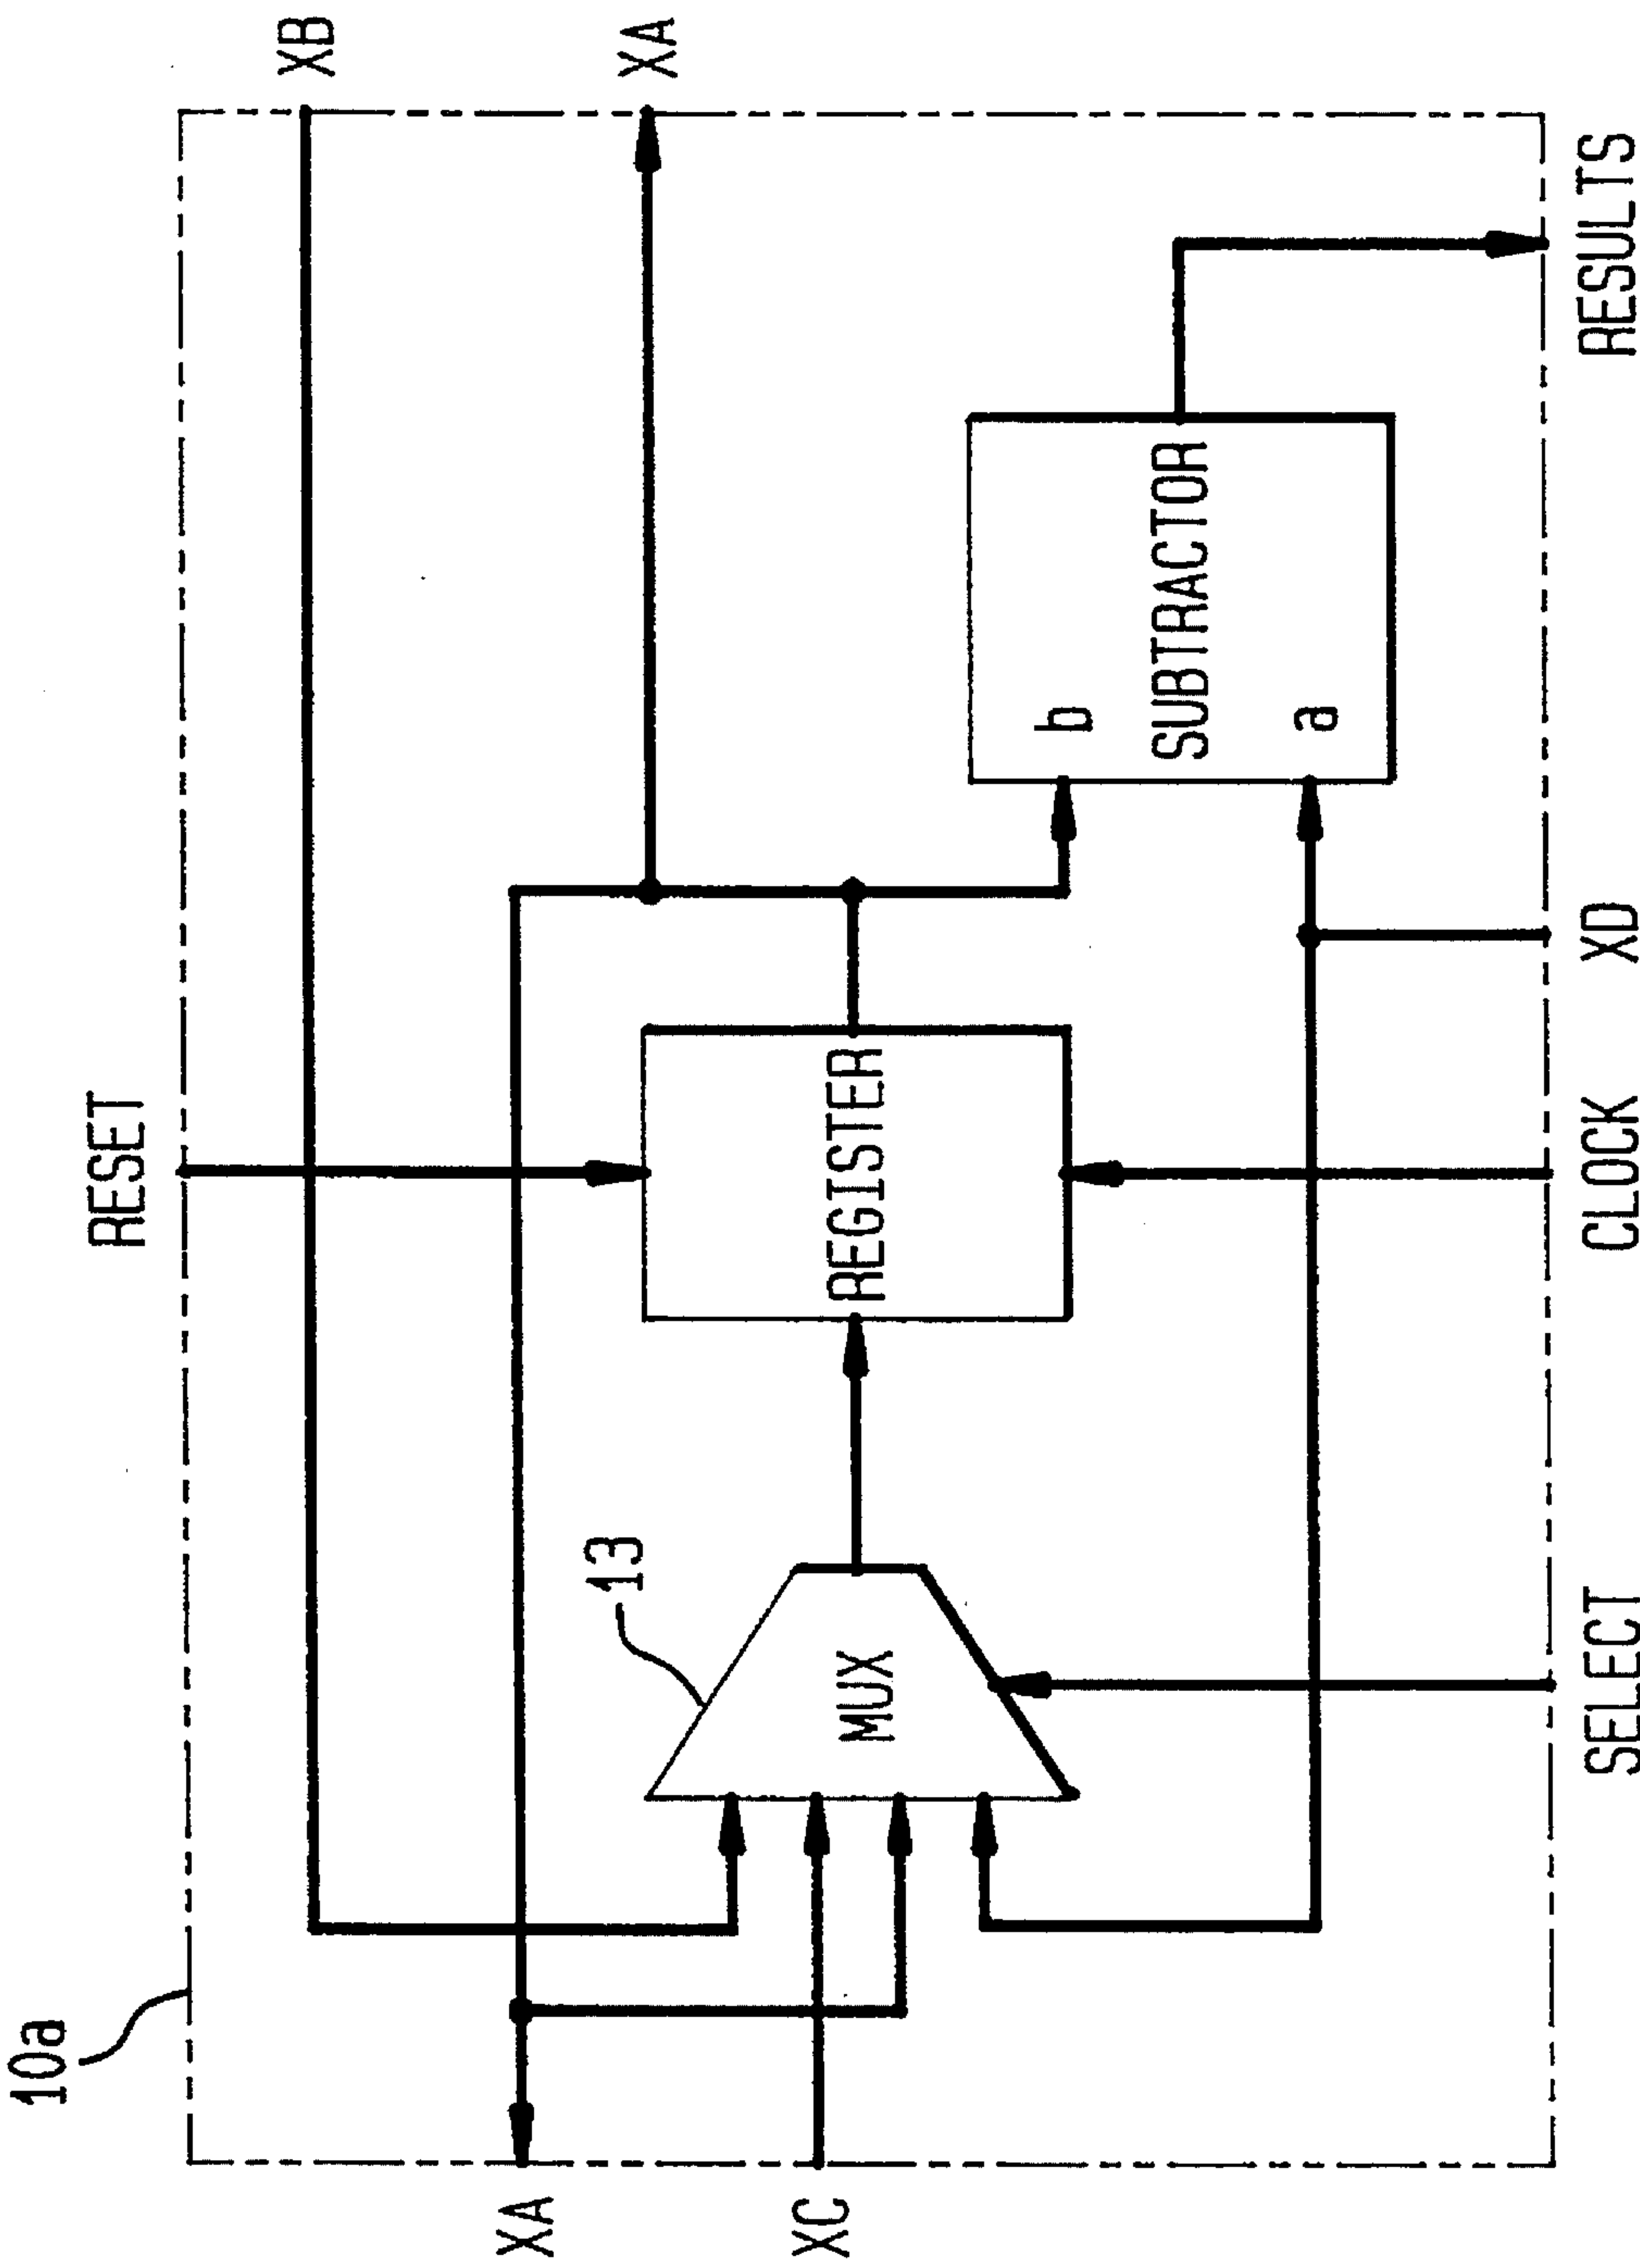 10a
RESET
XB
XA
XA
XC
13
MUX
REGISTER
b
SUBTRACTOR
a
SELECT
CLOCK
XD
RESULTS